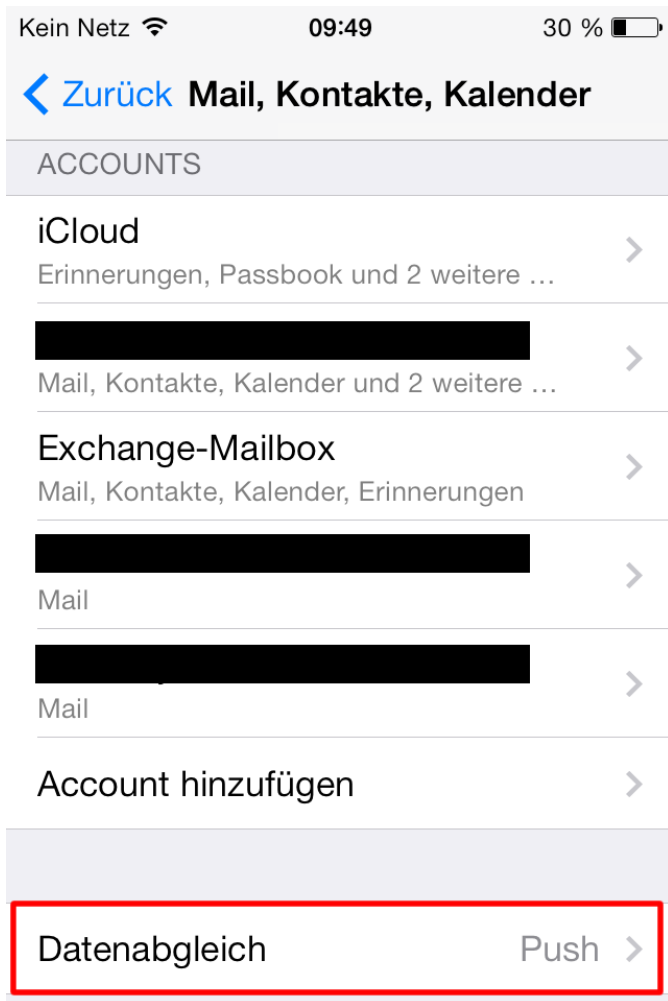 Kein Netz 09:49 30 %
Zurück Mail, Kontakte, Kalender
ACCOUNTS
iCloud
Erinnerungen, Passbook und 2 weitere …
Mail, Kontakte, Kalender und 2 weitere …
Exchange-Mailbox
Mail, Kontakte, Kalender, Erinnerungen
Mail
Mail
Account hinzufügen
Datenabgleich Push